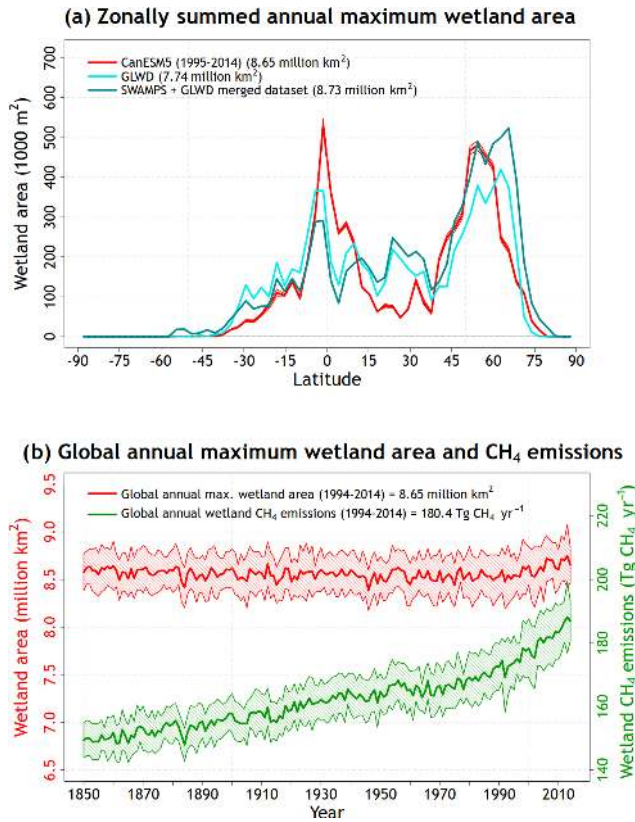 (a) Zonally summed annual maximum wetland area
Wetland area (1000 m²)
700
600
500
400
300
200
100
0
CanESM5 (1995-2014) (8.65 million km²)
GLWD (7.74 million km²)
SWAMPS + GLWD merged dataset (8.73 million km²)
-90 -75 -60 -45 -30 -15 0 15 30 45 60 75 90
Latitude
(b) Global annual maximum wetland area and CH₄ emissions
Wetland area (million km²)
9.5
9.0
8.5
8.0
7.5
7.0
6.5
Global annual max. wetland area (1994-2014) = 8.65 million km²
Global annual wetland CH₄ emissions (1994-2014) = 180.4 Tg CH₄ yr⁻¹
220
200
180
160
140
Wetland CH₄ emissions (Tg CH₄ yr⁻¹)
1850 1870 1890 1910 1930 1950 1970 1990 2010
Year